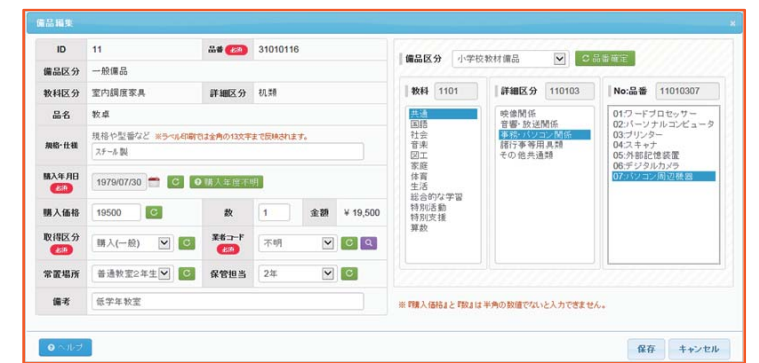 備品編集
ID 11 品番 必須 31010116
備品区分 一般備品
教科区分 室内調度家具 詳細区分 机類
品名 教卓
規格・仕様 規格や型番など ※ラベル印刷では全角の13文字まで反映されます。
スチール製
購入年月日 必須 1979/07/30 購入年度不明
購入価格 19500 数 1 金額 ¥ 19,500
取得区分 必須 購入(一般) 業者コード 必須 不明
常置場所 普通教室2年生 保管担当 2年
備考 低学年教室
備品区分 小学校教材備品 品番確定
教科 1101
共通
国語
社会
音楽
図工
家庭
体育
生活
総合的な学習
特別活動
特別支援
算数
詳細区分 110103
映像関係
音響・放送関係
事務・パソコン関係
諸行事等用具類
その他共通類
No:品番 11010307
01:ワードプロセッサー
02:パーソナルコンピュータ
03:プリンター
04:スキャナ
05:外部記憶装置
06:デジタルカメラ
07:パソコン周辺機器
※『購入価格』と『数』は半角の数値でないと入力できません。
ヘルプ 保存 キャンセル